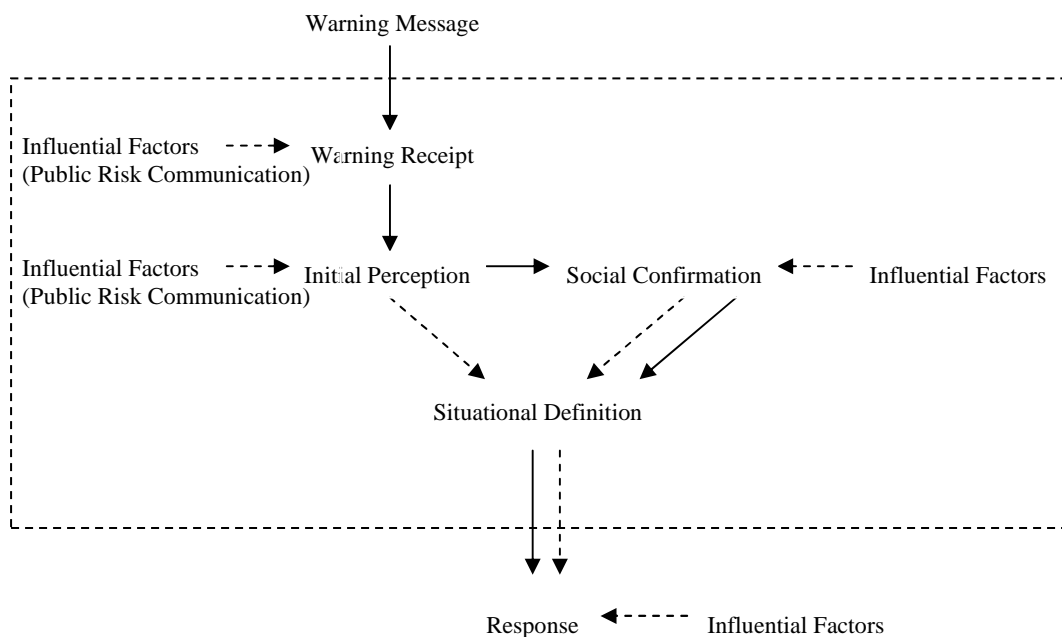 Warning Message
Influential Factors
(Public Risk Communication)
Warning Receipt
Influential Factors
(Public Risk Communication)
Initial Perception
Social Confirmation
Influential Factors
Situational Definition
Response
Influential Factors